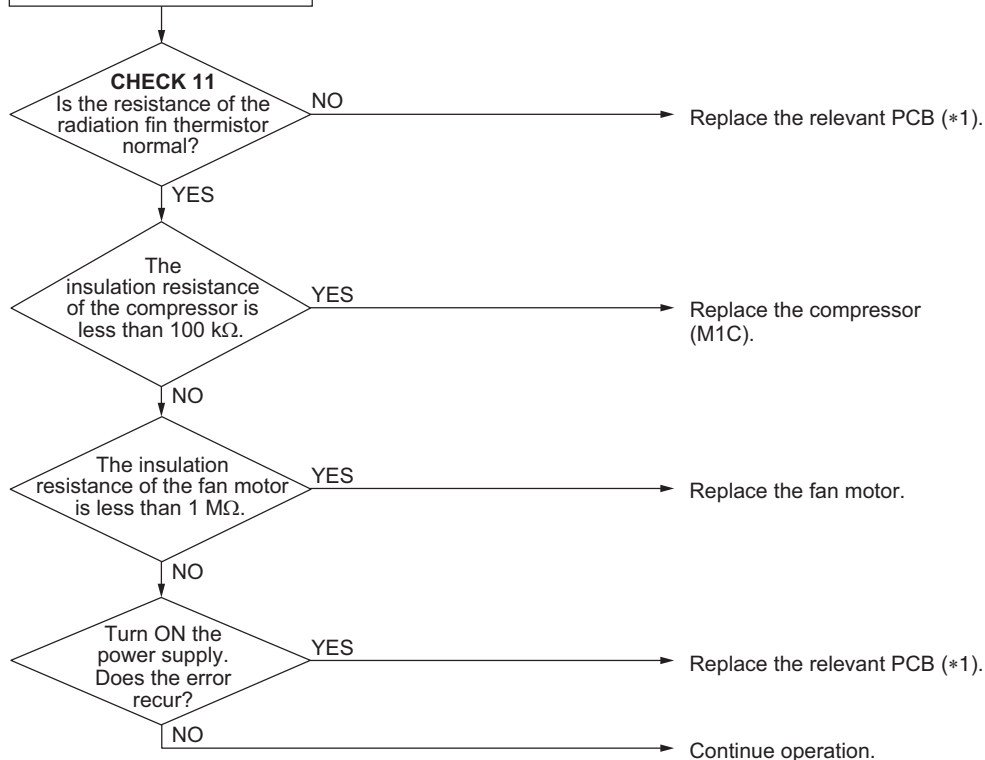 CHECK 11
Is the resistance of the
radiation fin thermistor
normal?
NO
Replace the relevant PCB (*1).
YES
The
insulation resistance
of the compressor is
less than 100 kΩ.
YES
Replace the compressor
(M1C).
NO
The insulation
resistance of the fan motor
is less than 1 MΩ.
YES
Replace the fan motor.
NO
Turn ON the
power supply.
Does the error
recur?
YES
Replace the relevant PCB (*1).
NO
Continue operation.